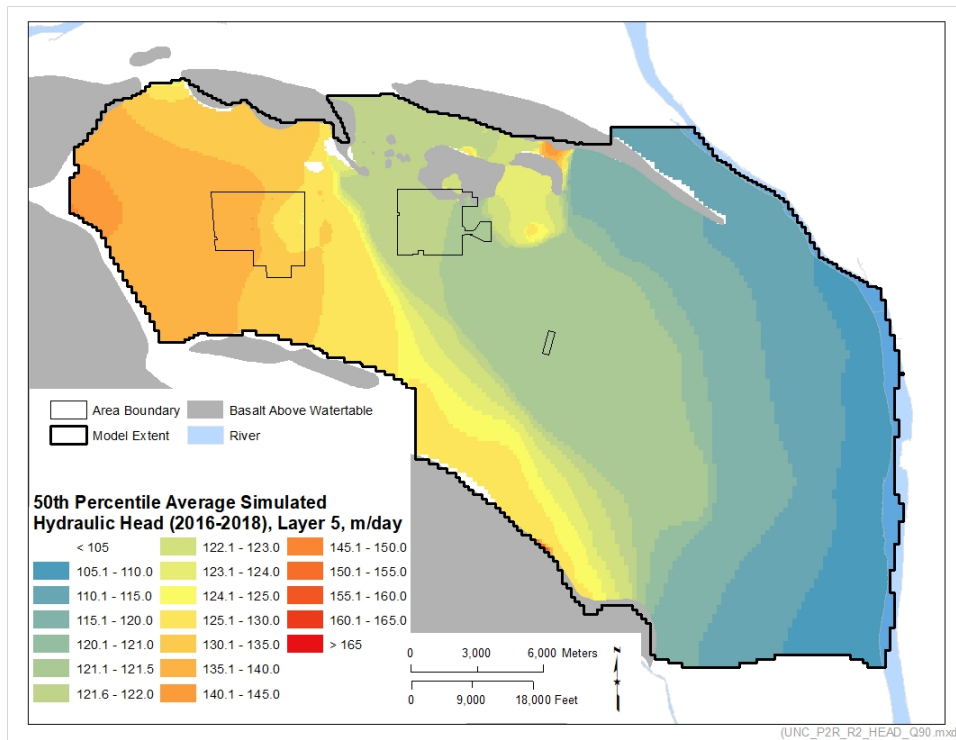 Area Boundary
Basalt Above Watertable
Model Extent
River
50th Percentile Average Simulated
Hydraulic Head (2016-2018), Layer 5, m/day
< 105
105.1 - 110.0
110.1 - 115.0
115.1 - 120.0
120.1 - 121.0
121.1 - 121.5
121.6 - 122.0
122.1 - 123.0
123.1 - 124.0
124.1 - 125.0
125.1 - 130.0
130.1 - 135.0
135.1 - 140.0
140.1 - 145.0
145.1 - 150.0
150.1 - 155.0
155.1 - 160.0
160.1 - 165.0
> 165
0 3,000 6,000 Meters
0 9,000 18,000 Feet
N
(UNC_P2R_R2_HEAD_Q90.mxd